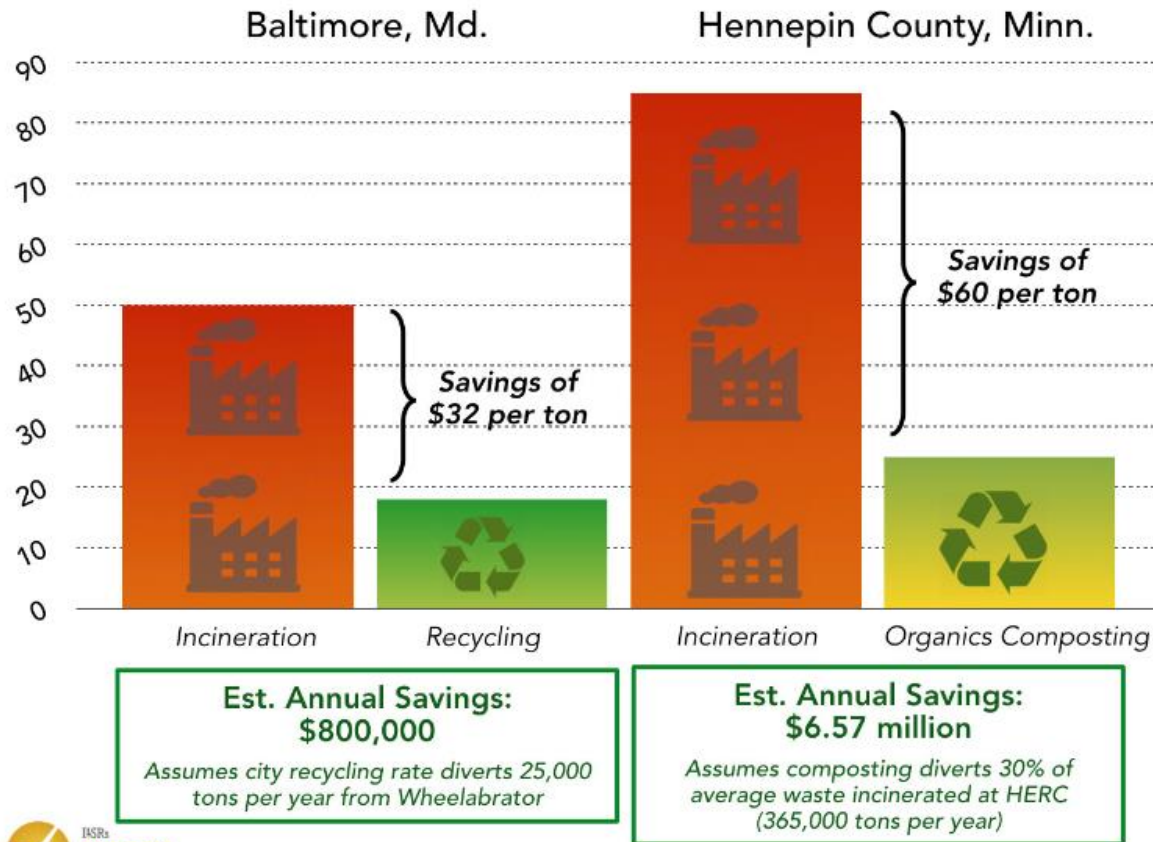 Baltimore, Md.
Hennepin County, Minn.
90
80
70
60
50
40
30
20
10
0
Savings of
$32 per ton
Savings of
$60 per ton
Incineration
Recycling
Incineration
Organics Composting
Est. Annual Savings:
$800,000
Assumes city recycling rate diverts 25,000
tons per year from Wheelabrator
Est. Annual Savings:
$6.57 million
Assumes composting diverts 30% of
average waste incinerated at HERC
(365,000 tons per year)